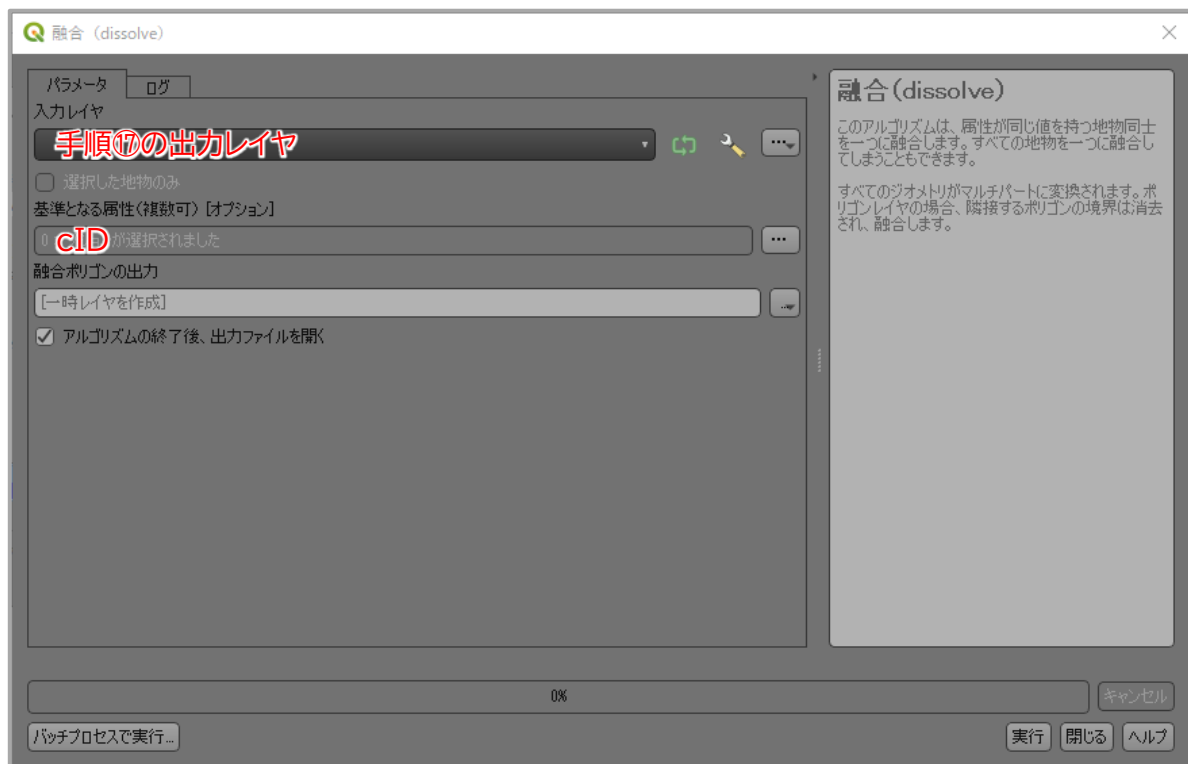 融合（dissolve）
パラメータ
ログ
入力レイヤ
手順⑰の出力レイヤ
選択した地物のみ
基準となる属性(複数可) [オプション]
0
cID
が選択されました
融合ポリゴンの出力
[一時レイヤを作成]
アルゴリズムの終了後、出力ファイルを開く
融合(dissolve)
このアルゴリズムは、属性が同じ値を持つ地物同士
を一つに融合します。すべての地物を一つに融合し
てしまうこともできます。
すべてのジオメトリがマルチパートに変換されます。ポ
リゴンレイヤの場合、隣接するポリゴンの境界は消去
され、融合します。
0%
キャンセル
バッチプロセスで実行...
実行
閉じる
ヘルプ